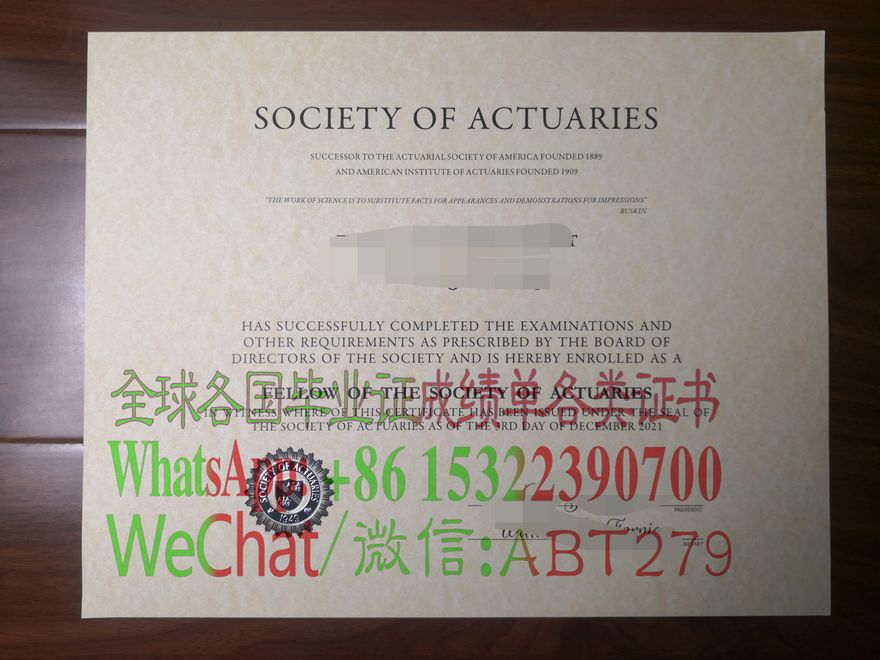 SOCIETY OF ACTUARIES
SUCCESSOR TO THE ACTUARIAL SOCIETY OF AMERICA FOUNDED 1889
AND AMERICAN INSTITUTE OF ACTUARIES FOUNDED 1909
"THE WORK OF SCIENCE IS TO SUBSTITUTE FACTS FOR APPEARANCES AND DEMONSTRATIONS FOR IMPRESSIONS"
RUSKIN
HAS SUCCESSFULLY COMPLETED THE EXAMINATIONS AND
OTHER REQUIREMENTS AS PRESCRIBED BY THE BOARD OF
DIRECTORS OF THE SOCIETY AND IS HEREBY ENROLLED AS A
全球各国毕业证成绩单各类证书
FELLOW OF THE SOCIETY OF ACTUARIES
IN WITNESS WHERE OF THIS CERTIFICATE HAS BEEN ISSUED UNDER THE SEAL OF
THE SOCIETY OF ACTUARIES AS OF THE 3RD DAY OF DECEMBER 2021
WhatsApp +86 15322390700
SOCIETY OF ACTUARIES
1949
PRESIDENT
WeChat/微信:ABT279